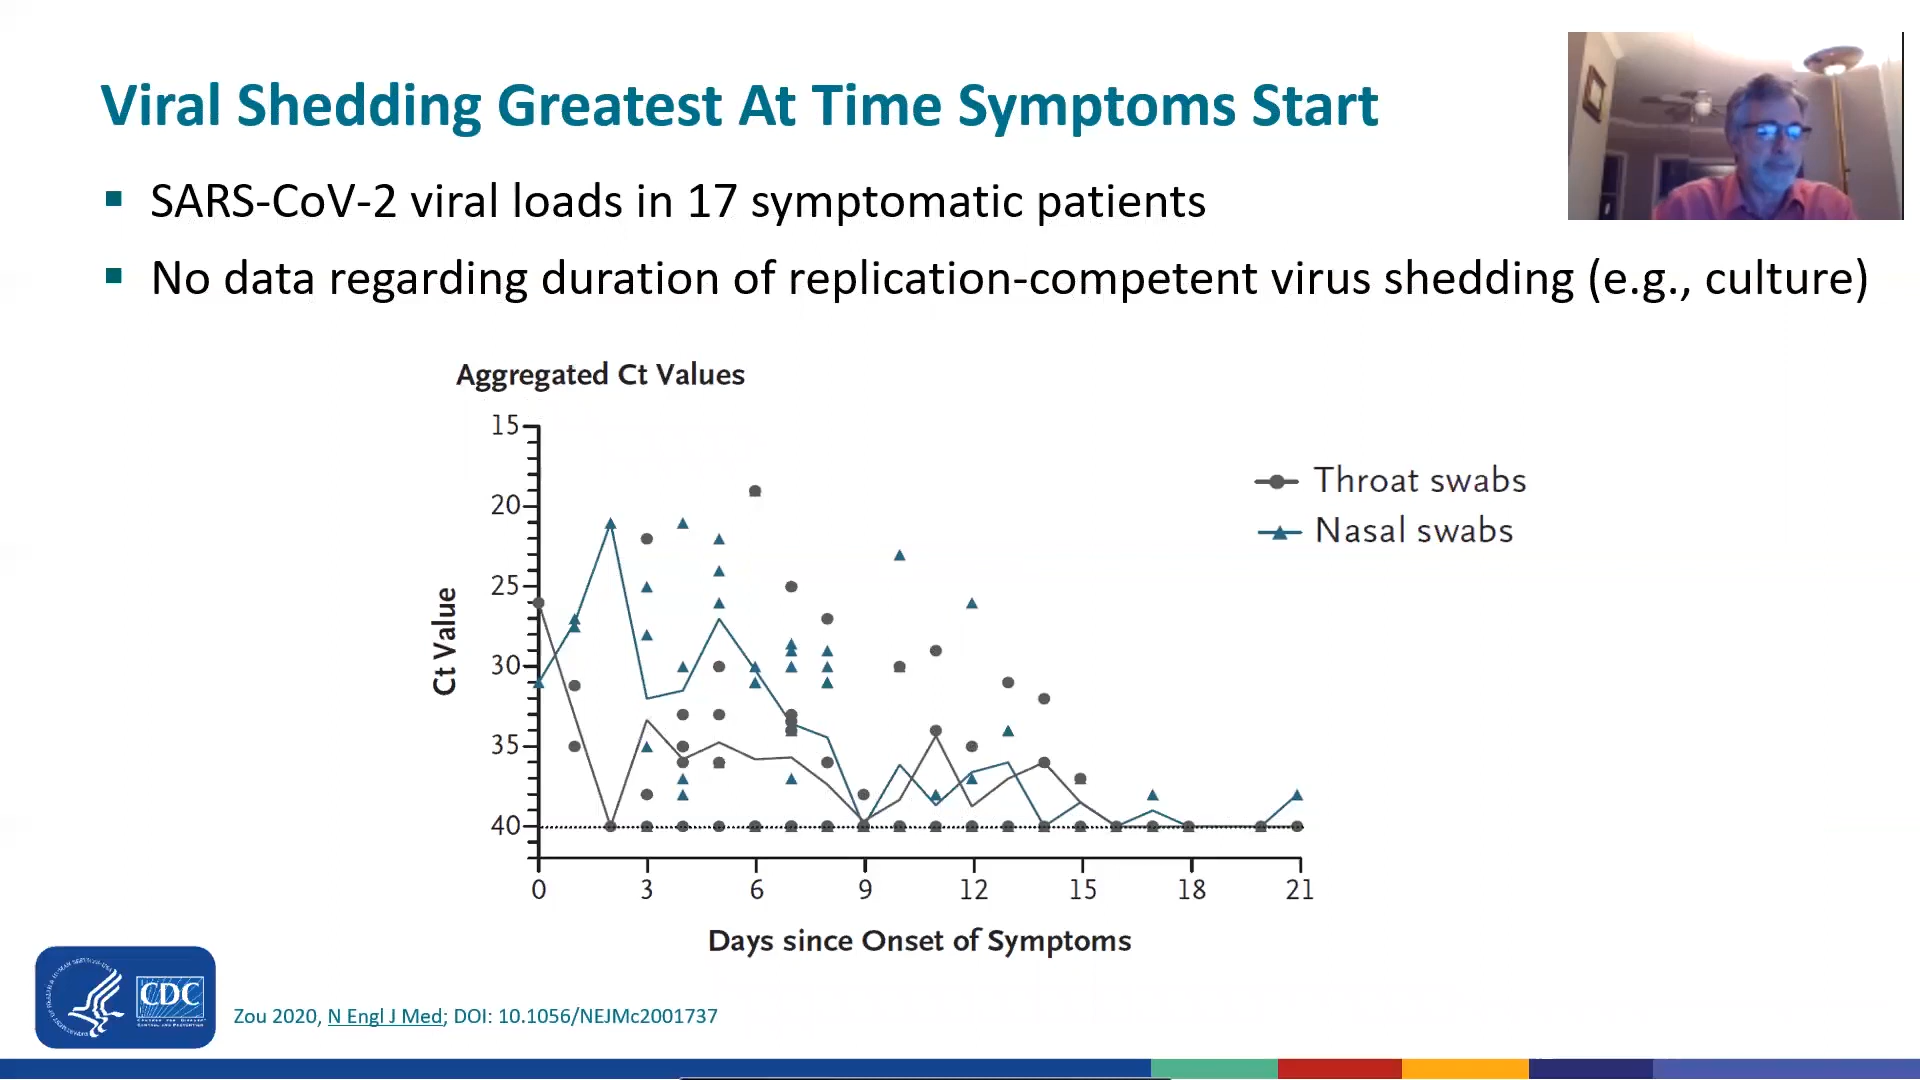 Viral Shedding Greatest At Time Symptoms Start
SARS-CoV-2 viral loads in 17 symptomatic patients
No data regarding duration of replication-competent virus shedding (e.g., culture)
Aggregated Ct Values
15
20
25
30
35
40
Ct Value
Throat swabs
Nasal swabs
0 3 6 9 12 15 18 21
Days since Onset of Symptoms
CDC
Zou 2020, N Engl J Med; DOI: 10.1056/NEJMc2001737